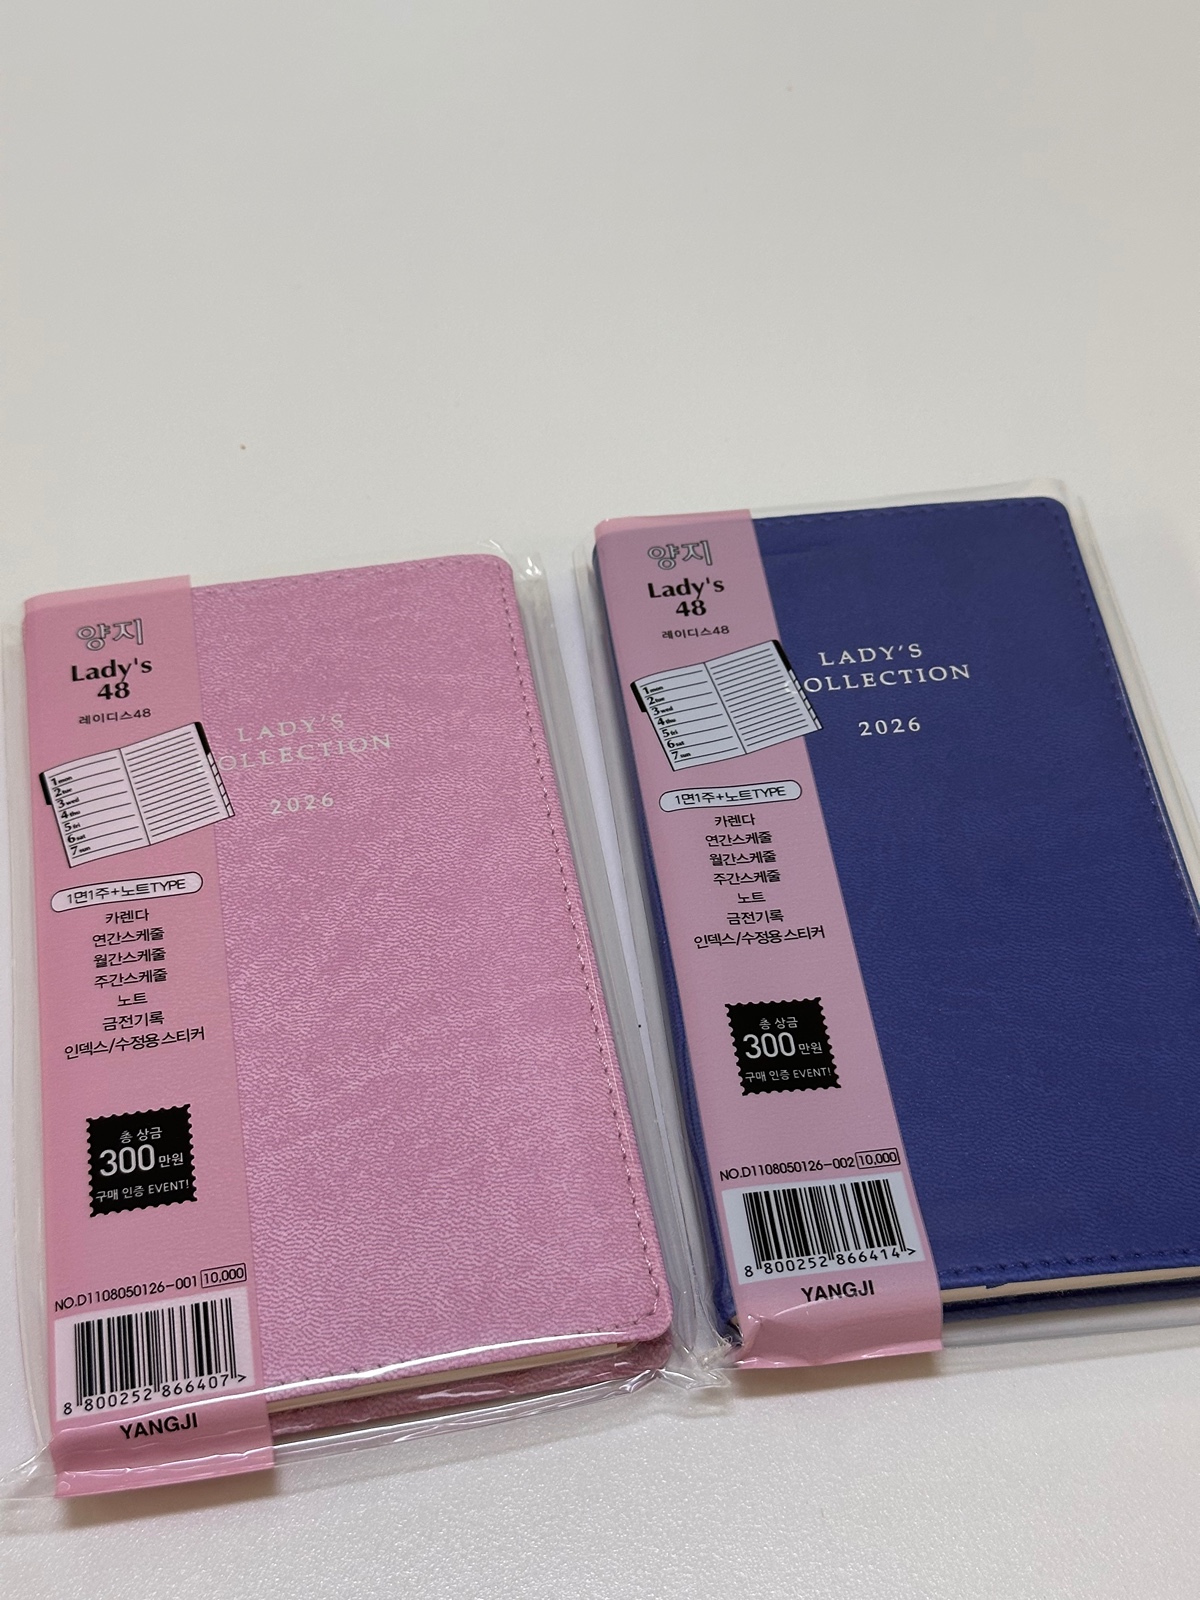 양지
Lady's
48
레이디스48
1mon
2tue
3wed
4thu
5fri
6sat
7sun
1면1주+노트TYPE
카렌다
연간스케줄
월간스케줄
주간스케줄
노트
금전기록
인덱스/수정용스티커
총 상금
300만원
구매 인증 EVENT!
NO.D1108050126-001 10,000
8 800252 866407 >
YANGJI
LADY'S
OLLECTION
2026
양지
Lady's
48
레이디스48
1mon
2tue
3wed
4thu
5fri
6sat
7sun
1면1주+노트TYPE
카렌다
연간스케줄
월간스케줄
주간스케줄
노트
금전기록
인덱스/수정용스티커
총 상금
300만원
구매 인증 EVENT!
NO.D1108050126-002 10,000
8 800252 866414 >
YANGJI
LADY'S
COLLECTION
2026